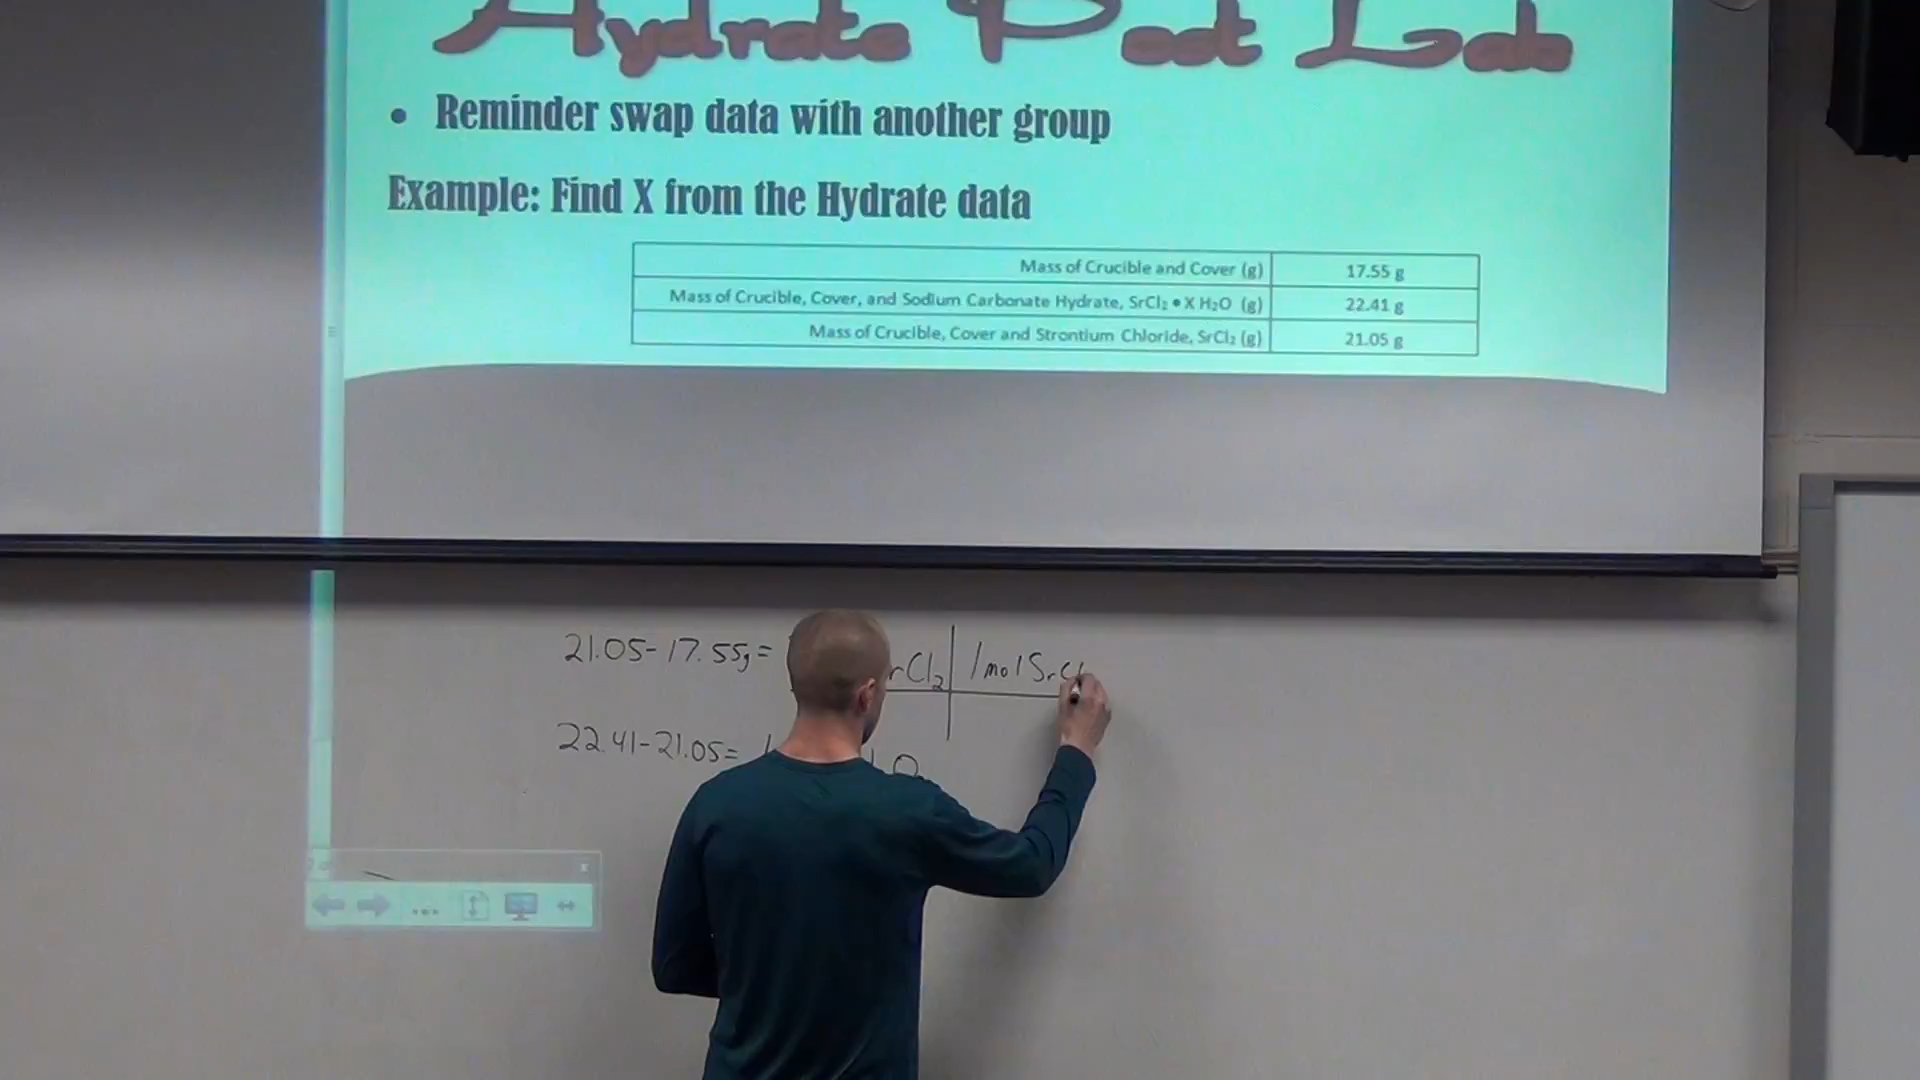 Hydrate Post Lab
• Reminder swap data with another group
Example: Find X from the Hydrate data
Mass of Crucible and Cover (g) 17.55 g
Mass of Crucible, Cover, and Sodium Carbonate Hydrate, SrCl₂ • X H₂O (g) 22.41 g
Mass of Crucible, Cover and Strontium Chloride, SrCl₂ (g) 21.05 g
21.05-17.55g= rCl₂ 1mol SrCl
22.41-21.05=